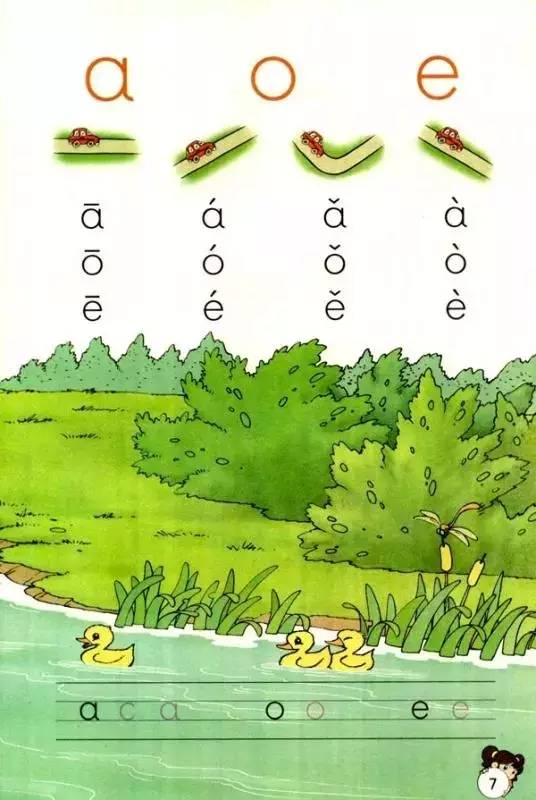 ɑ o e
ɑ̄ ɑ́ ɑ̌ ɑ̀
ō ó ǒ ò
ē é ě è
ɑ c ɑ o o e e
7